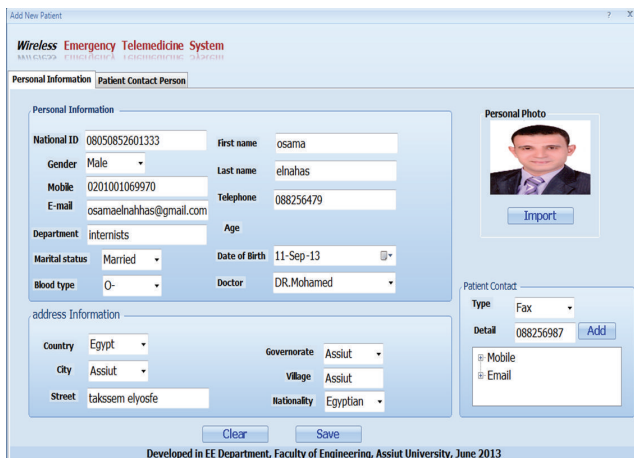 Add New Patient ? X
Wireless Emergency Telemedicine System
Personal Information Patient Contact Person
Personal Information
National ID 08050852601333
Gender Male
Mobile 0201001069970
E-mail osamaelnahhas@gmail.com
Department internists
Marital status Married
Blood type O-
First name osama
Last name elnahas
Telephone 088256479
Age
Date of Birth 11-Sep-13
Doctor DR.Mohamed
Personal Photo
Import
address Information
Country Egypt
City Assiut
Street takssem elyosfe
Governorate Assiut
Village Assiut
Nationality Egyptian
Patient Contact
Type Fax
Detail 088256987 Add
Mobile
Email
Clear Save
Developed in EE Department, Faculty of Engineering, Assiut University, June 2013